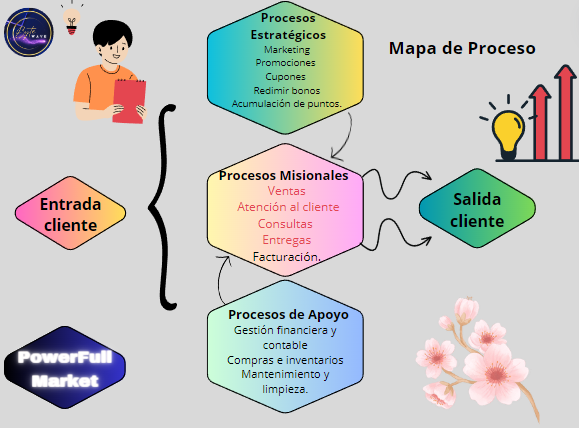 Mapa de Proceso
Procesos
Estratégicos
Marketing
Promociones
Cupones
Redimir bonos
Acumulación de puntos.
Entrada
cliente
Procesos Misionales
Ventas
Atención al cliente
Consultas
Entregas
Facturación.
Salida
cliente
Procesos de Apoyo
Gestión financiera y
contable
Compras e inventarios
Mantenimiento y
limpieza.
PowerFull
Market